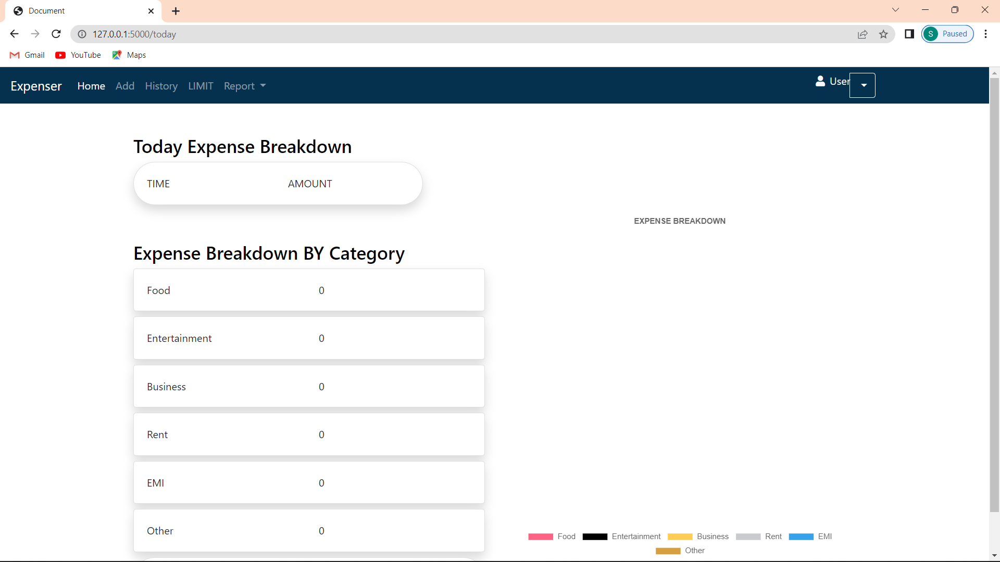 Document
127.0.0.1:5000/today
S Paused
Gmail YouTube Maps
Expenser Home Add History LIMIT Report User
Today Expense Breakdown
TIME AMOUNT
EXPENSE BREAKDOWN
Expense Breakdown BY Category
Food 0
Entertainment 0
Business 0
Rent 0
EMI 0
Other 0
Food Entertainment Business Rent EMI
Other